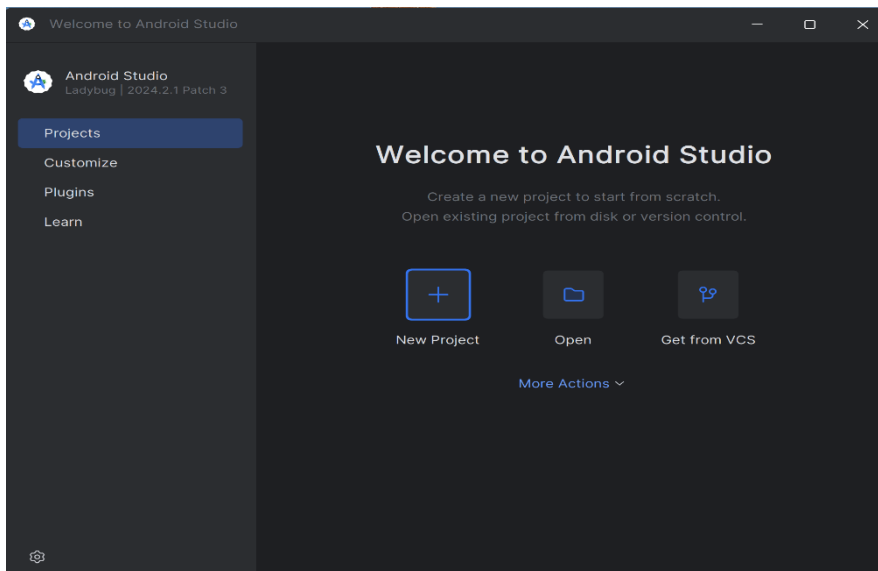 Welcome to Android Studio
Android Studio
Ladybug | 2024.2.1 Patch 3
Projects
Customize
Plugins
Learn
Welcome to Android Studio
Create a new project to start from scratch.
Open existing project from disk or version control.
New Project
Open
Get from VCS
More Actions